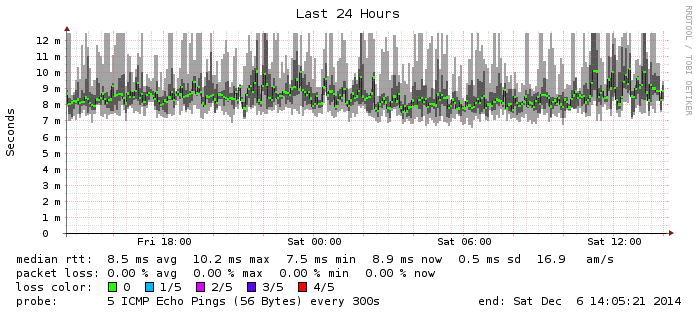 Last 24 Hours
RRDTOOL / TOBI OETIKER
Seconds
12 m
11 m
10 m
9 m
8 m
7 m
6 m
5 m
4 m
3 m
2 m
1 m
0
Fri 18:00 Sat 00:00 Sat 06:00 Sat 12:00
median rtt: 8.5 ms avg 10.2 ms max 7.5 ms min 8.9 ms now 0.5 ms sd 16.9 am/s
packet loss: 0.00 % avg 0.00 % max 0.00 % min 0.00 % now
loss color: 0 1/5 2/5 3/5 4/5
probe: 5 ICMP Echo Pings (56 Bytes) every 300s end: Sat Dec 6 14:05:21 2014